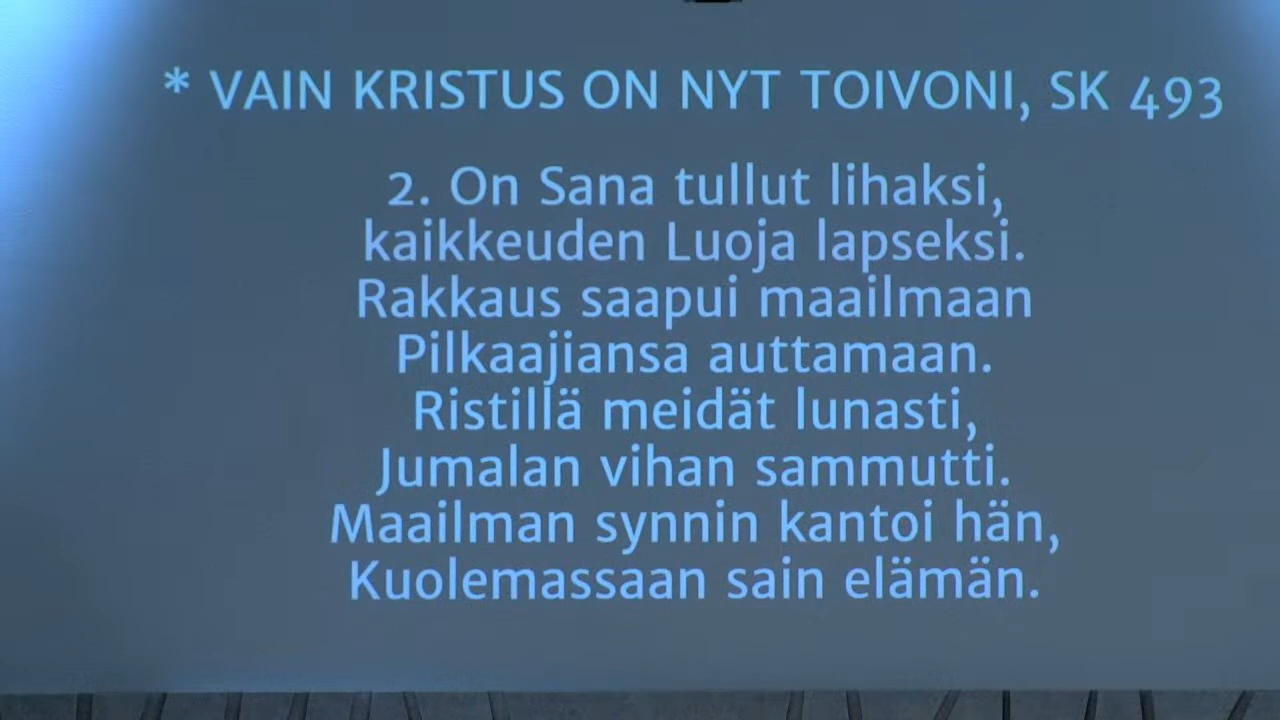 * VAIN KRISTUS ON NYT TOIVONI, SK 493
2. On Sana tullut lihaksi,
kaikkeuden Luoja lapseksi.
Rakkaus saapui maailmaan
Pilkaajiansa auttamaan.
Ristillä meidät lunasti,
Jumalan vihan sammutti.
Maailman synnin kantoi hän,
Kuolemassaan sain elämän.